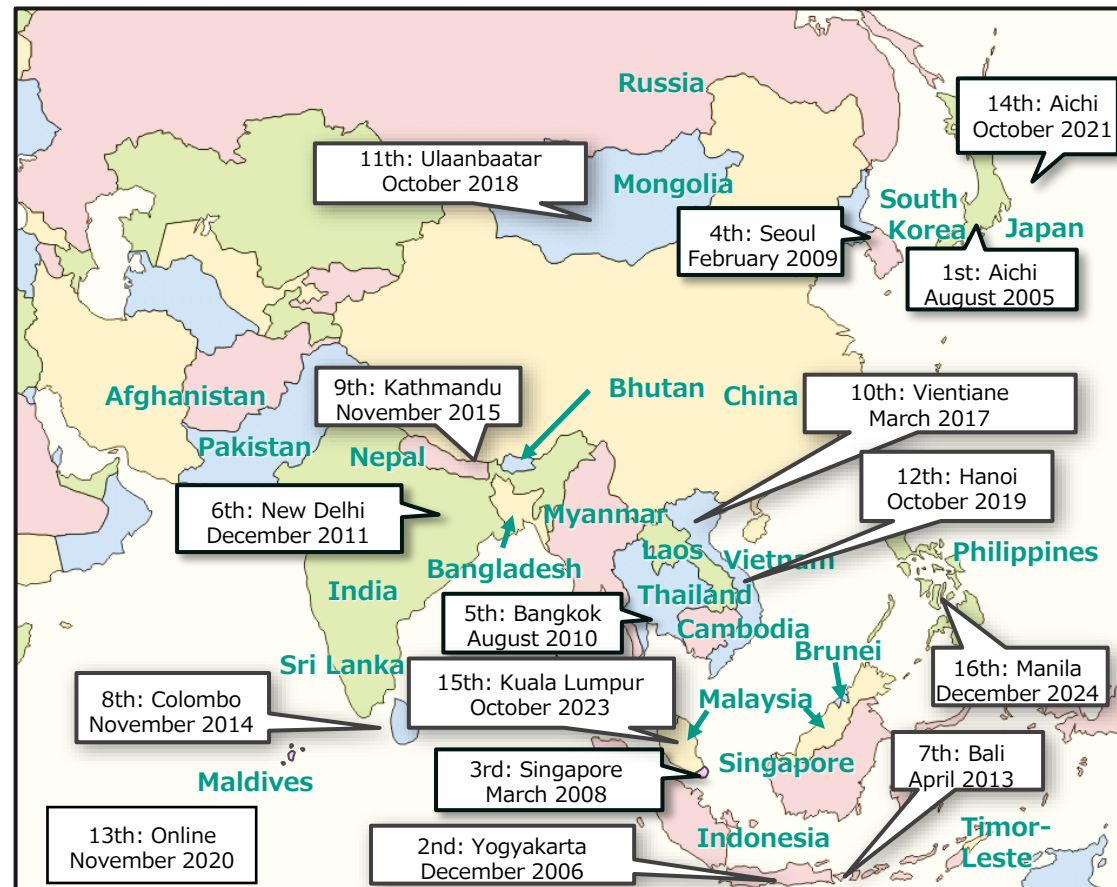 Russia
14th: Aichi
October 2021
11th: Ulaanbaatar
October 2018
Mongolia
South
Korea
Japan
4th: Seoul
February 2009
1st: Aichi
August 2005
Afghanistan
9th: Kathmandu
November 2015
Bhutan
China
10th: Vientiane
March 2017
Pakistan
Nepal
12th: Hanoi
October 2019
6th: New Delhi
December 2011
Myanmar
Laos
Vietnam
Philippines
Bangladesh
India
Thailand
5th: Bangkok
August 2010
Cambodia
Brunei
Sri Lanka
16th: Manila
December 2024
15th: Kuala Lumpur
October 2023
8th: Colombo
November 2014
Malaysia
Maldives
3rd: Singapore
March 2008
Singapore
7th: Bali
April 2013
13th: Online
November 2020
2nd: Yogyakarta
December 2006
Indonesia
Timor-
Leste